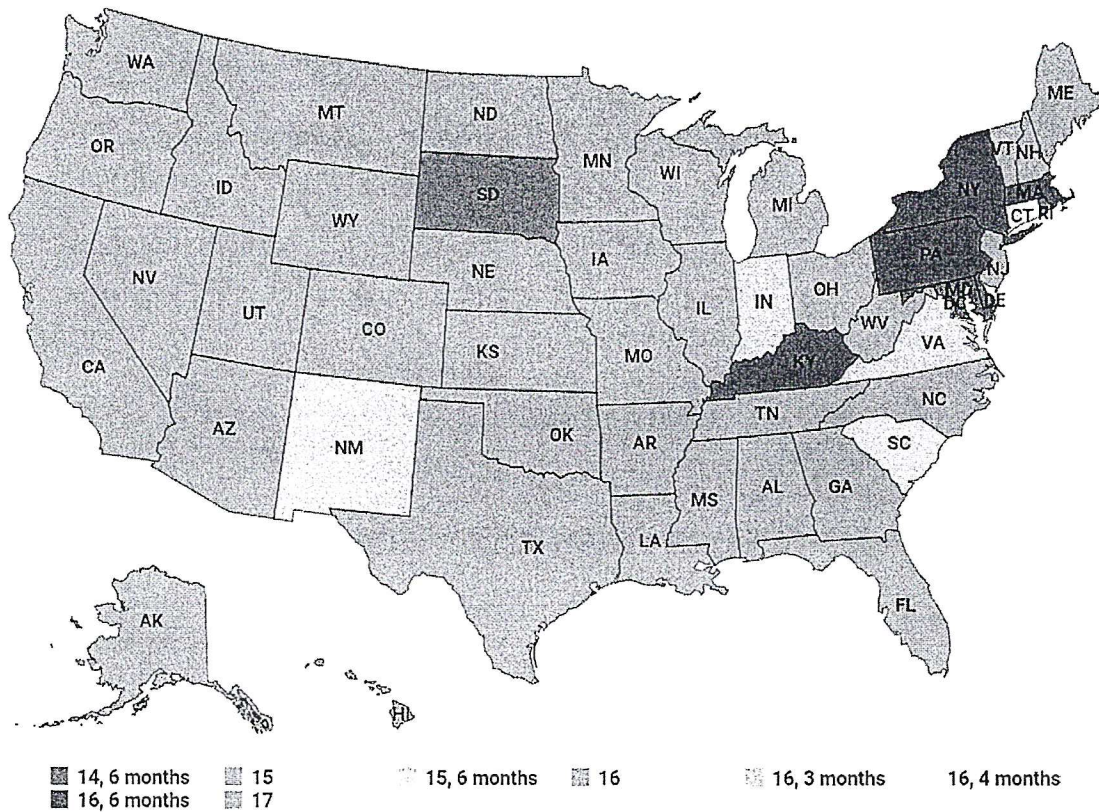 WA
MT
ND
ME
OR
MN
VT NH
ID
SD
WI
NY
MA
WY
MI
CT RI
NE
IA
PA
NJ
NV
IN
OH
MD
DC DE
UT
IL
CO
WV
VA
CA
KS
MO
KY
NC
TN
AZ
NM
OK
AR
SC
MS
AL
GA
TX
LA
AK
FL
HI
14, 6 months 15 15, 6 months 16 16, 3 months 16, 4 months
16, 6 months 17